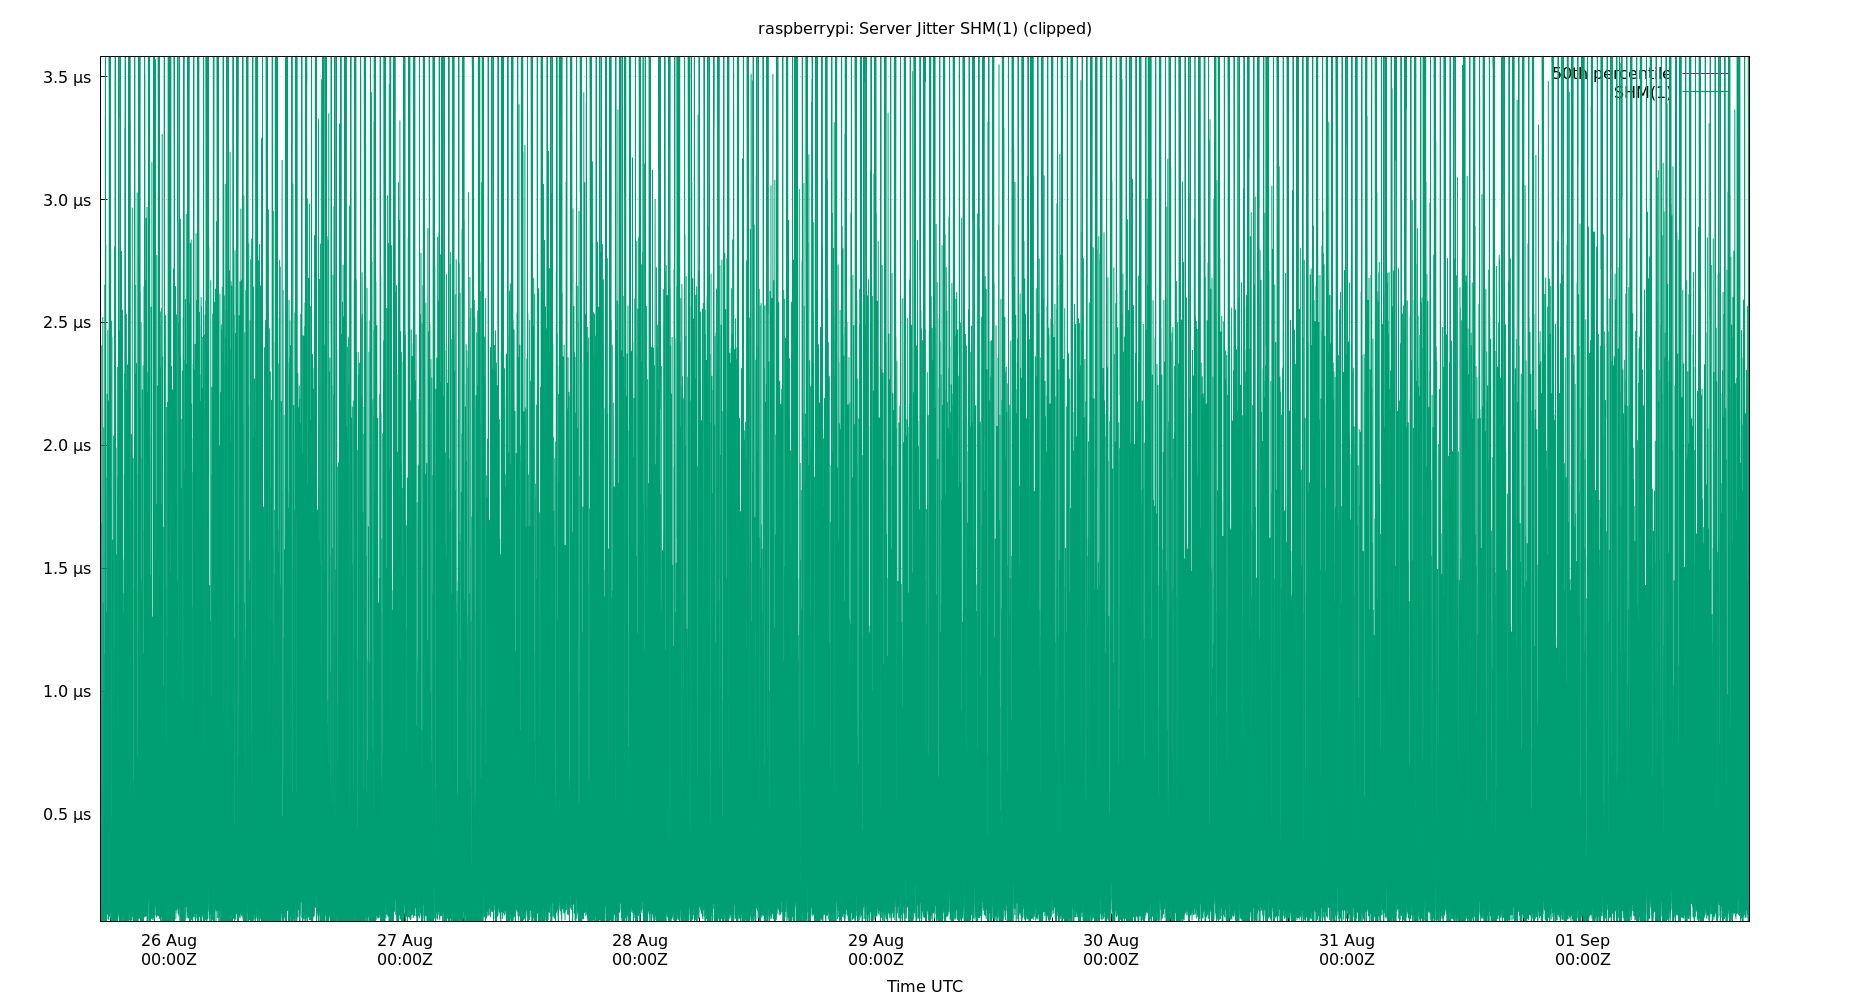 raspberrypi: Server Jitter SHM(1) (clipped)
3.5 µs
50th percentile
SHM(1)
3.0 µs
2.5 µs
2.0 µs
1.5 µs
1.0 µs
0.5 µs
26 Aug 27 Aug 28 Aug 29 Aug 30 Aug 31 Aug 01 Sep
00:00Z 00:00Z 00:00Z 00:00Z 00:00Z 00:00Z 00:00Z
Time UTC